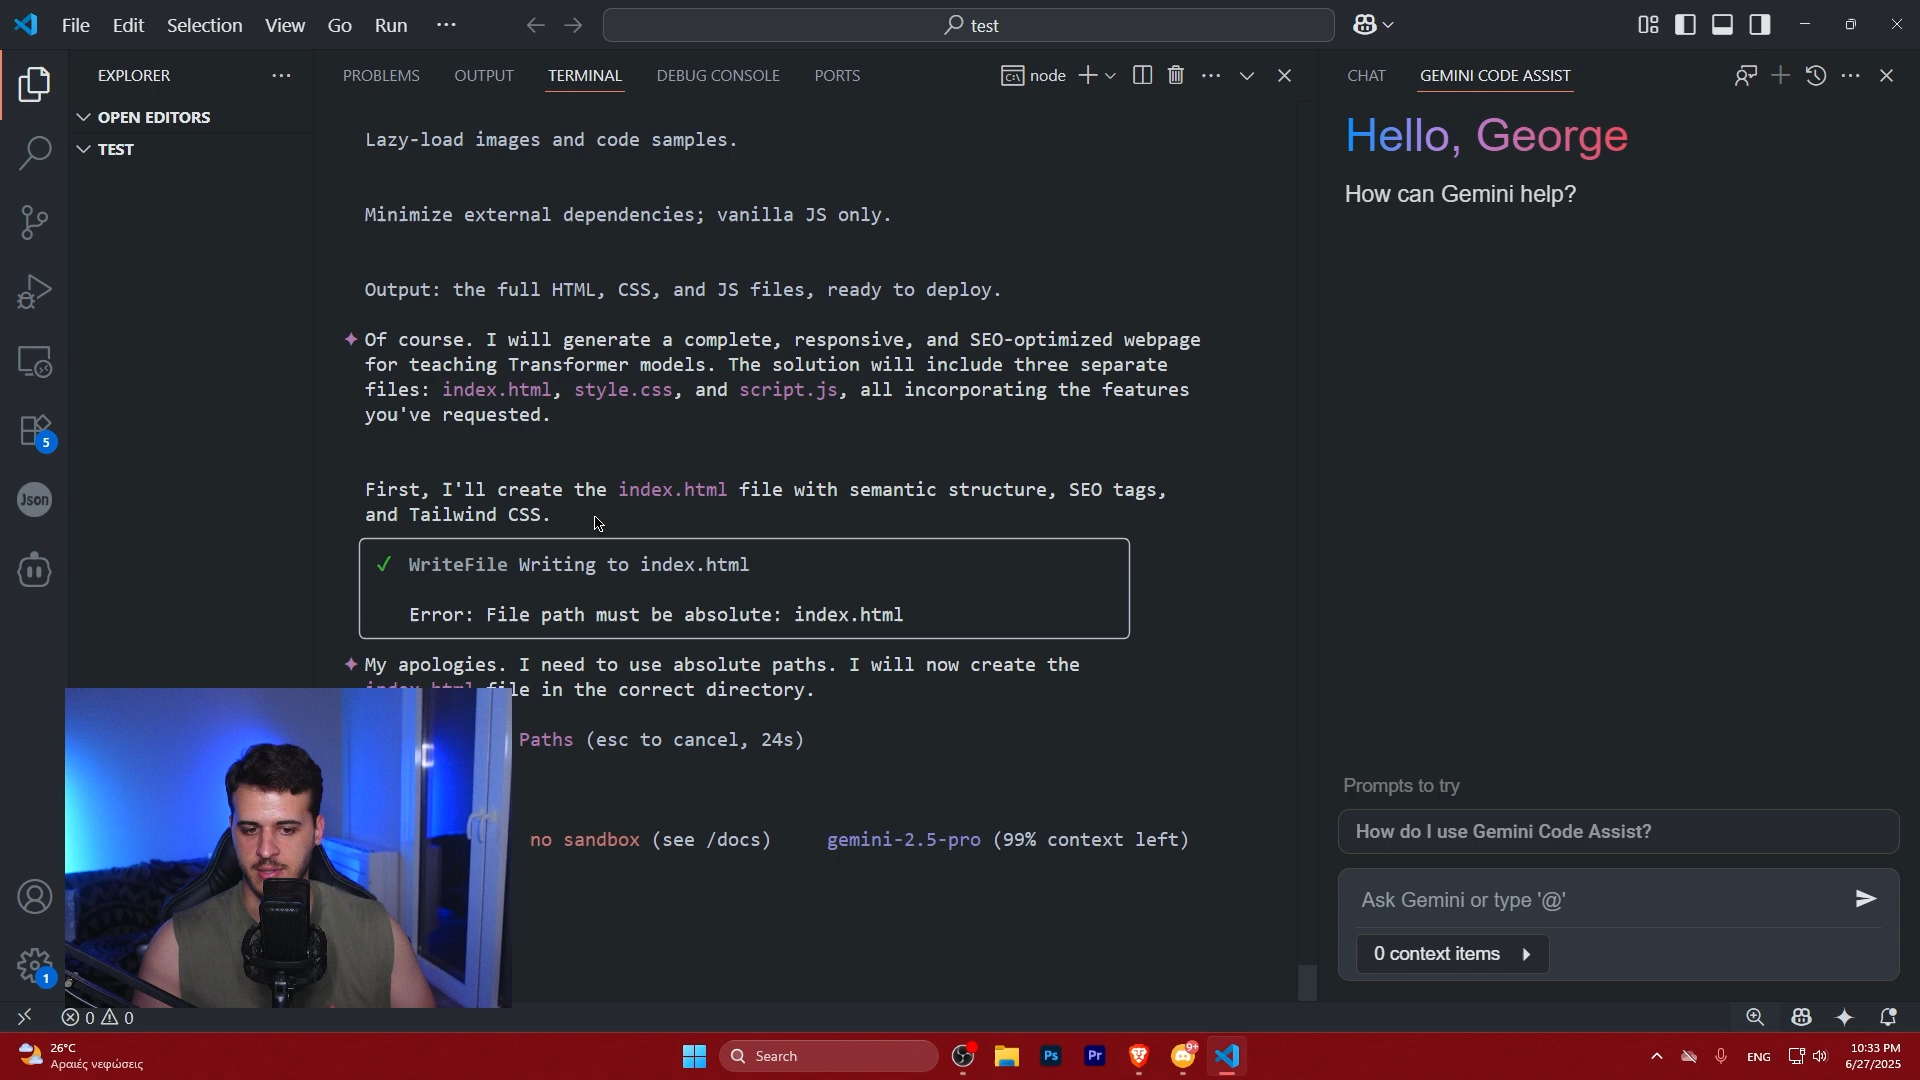 File Edit Selection View Go Run ...
test
EXPLORER ...
OPEN EDITORS
TEST
PROBLEMS OUTPUT TERMINAL DEBUG CONSOLE PORTS
node
Lazy-load images and code samples.
Minimize external dependencies; vanilla JS only.
Output: the full HTML, CSS, and JS files, ready to deploy.
Of course. I will generate a complete, responsive, and SEO-optimized webpage
for teaching Transformer models. The solution will include three separate
files: index.html, style.css, and script.js, all incorporating the features
you've requested.
First, I'll create the index.html file with semantic structure, SEO tags,
and Tailwind CSS.
✓ WriteFile Writing to index.html
Error: File path must be absolute: index.html
My apologies. I need to use absolute paths. I will now create the
index.html file in the correct directory.
Paths (esc to cancel, 24s)
no sandbox (see /docs) gemini-2.5-pro (99% context left)
CHAT GEMINI CODE ASSIST
Hello, George
How can Gemini help?
Prompts to try
How do I use Gemini Code Assist?
Ask Gemini or type '@'
0 context items
5
Json
1
0 0
26°C
Αραιές νεφώσεις
Search
Ps
Pr
9+
ENG
10:33 PM
6/27/2025